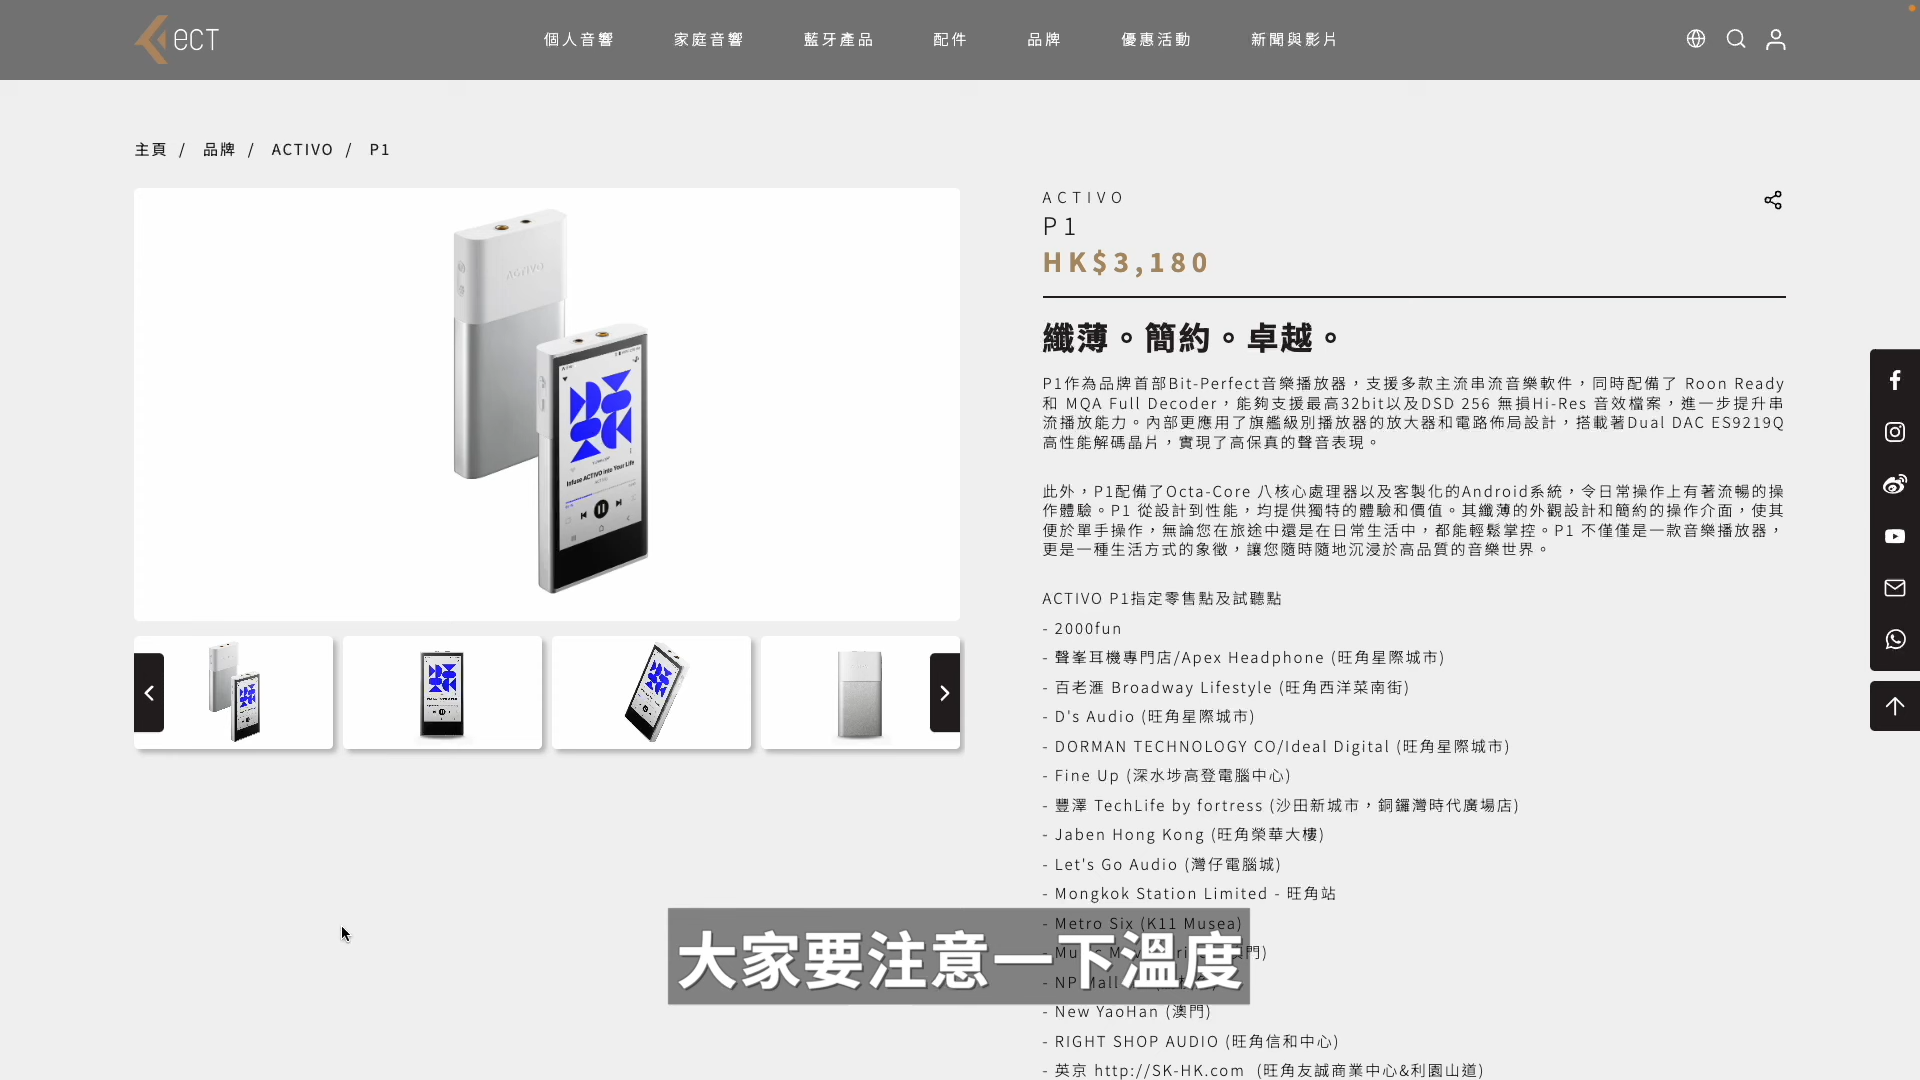 ECT
個人音響
家庭音響
藍牙產品
配件
品牌
優惠活動
新聞與影片
主頁 / 品牌 / ACTIVO / P1
ACTIVO
Infuse ACTIVO into Your Life
ACTIVO
P1
HK$3,180
纖薄。簡約。卓越。
P1作為品牌首部Bit-Perfect音樂播放器，支援多款主流串流音樂軟件，同時配備了 Roon Ready
和 MQA Full Decoder，能夠支援最高32bit以及DSD 256 無損Hi-Res 音效檔案，進一步提升串
流播放能力。內部更應用了旗艦級別播放器的放大器和電路佈局設計，搭載著Dual DAC ES9219Q
高性能解碼晶片，實現了高保真的聲音表現。
此外，P1配備了Octa-Core 八核心處理器以及客製化的Android系統，令日常操作上有著流暢的操
作體驗。P1 從設計到性能，均提供獨特的體驗和價值。其纖薄的外觀設計和簡約的操作介面，使其
便於單手操作，無論您在旅途中還是在日常生活中，都能輕鬆掌控。P1 不僅僅是一款音樂播放器，
更是一種生活方式的象徵，讓您隨時隨地沉浸於高品質的音樂世界。
ACTIVO P1指定零售點及試聽點
- 2000fun
- 聲峯耳機專門店/Apex Headphone (旺角星際城市)
- 百老滙 Broadway Lifestyle (旺角西洋菜南街)
- D's Audio (旺角星際城市)
- DORMAN TECHNOLOGY CO/Ideal Digital (旺角星際城市)
- Fine Up (深水埗高登電腦中心)
- 豐澤 TechLife by fortress (沙田新城市，銅鑼灣時代廣場店)
- Jaben Hong Kong (旺角榮華大樓)
- Let's Go Audio (灣仔電腦城)
- Mongkok Station Limited - 旺角站
- Metro Six (K11 Musea)
- NP Mall
- New YaoHan (澳門)
- RIGHT SHOP AUDIO (旺角信和中心)
- 英京 http://SK-HK.com (旺角友誠商業中心&利園山道)
大家要注意一下溫度